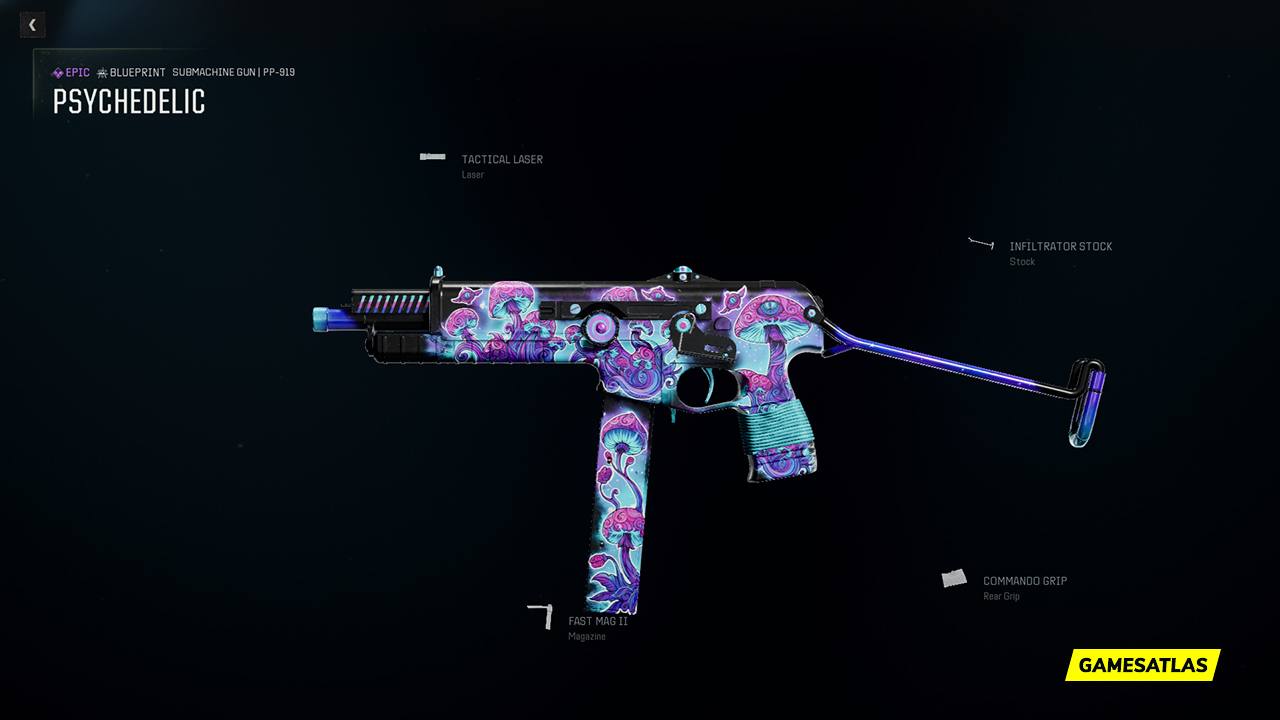 EPIC BLUEPRINT SUBMACHINE GUN | PP-919
PSYCHEDELIC
TACTICAL LASER
Laser
INFILTRATOR STOCK
Stock
COMMANDO GRIP
Rear Grip
FAST MAG II
Magazine
GAMESATLAS